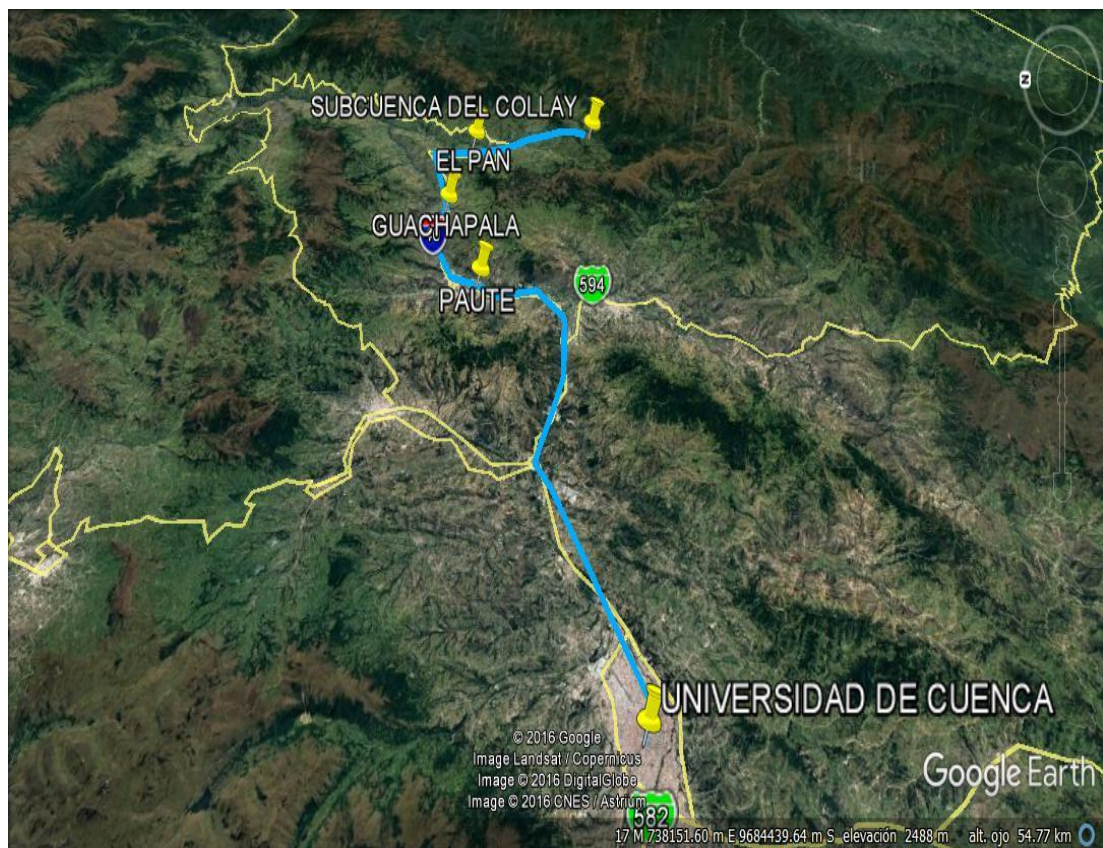 SUBCUENCA DEL COLLAY
EL PAN
GUACHAPALA
PAUTE
594
UNIVERSIDAD DE CUENCA
© 2016 Google
Image Landsat / Copernicus
Image © 2016 DigitalGlobe
Image © 2016 CNES / Astrium
Google Earth
582
17 M 738151.60 m E 9684439.64 m S elevación 2488 m alt. ojo 54.77 km